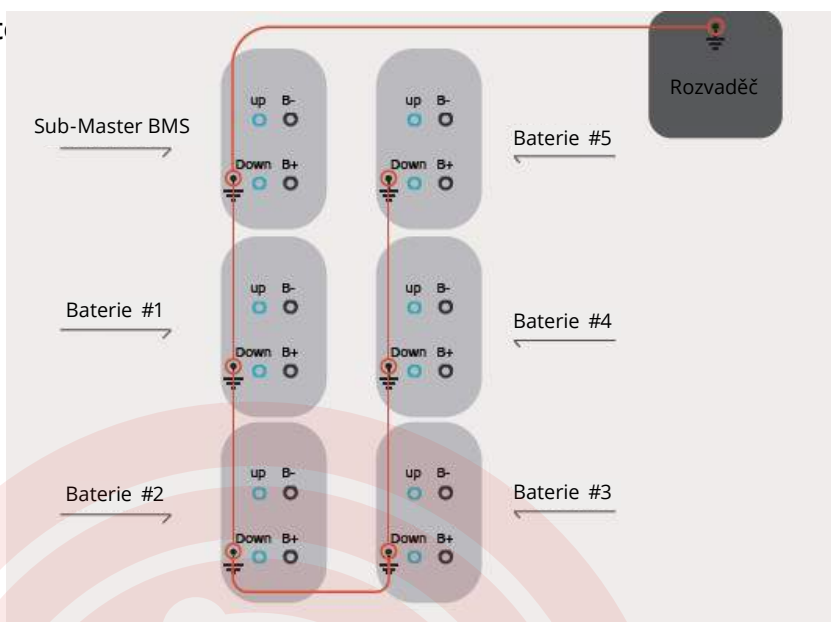 Rozvaděč
Sub-Master BMS
up B-
Down B+
up B-
Down B+
Baterie #5
Baterie #1
up B-
Down B+
up B-
Down B+
Baterie #4
Baterie #2
up B-
Down B+
up B-
Down B+
Baterie #3